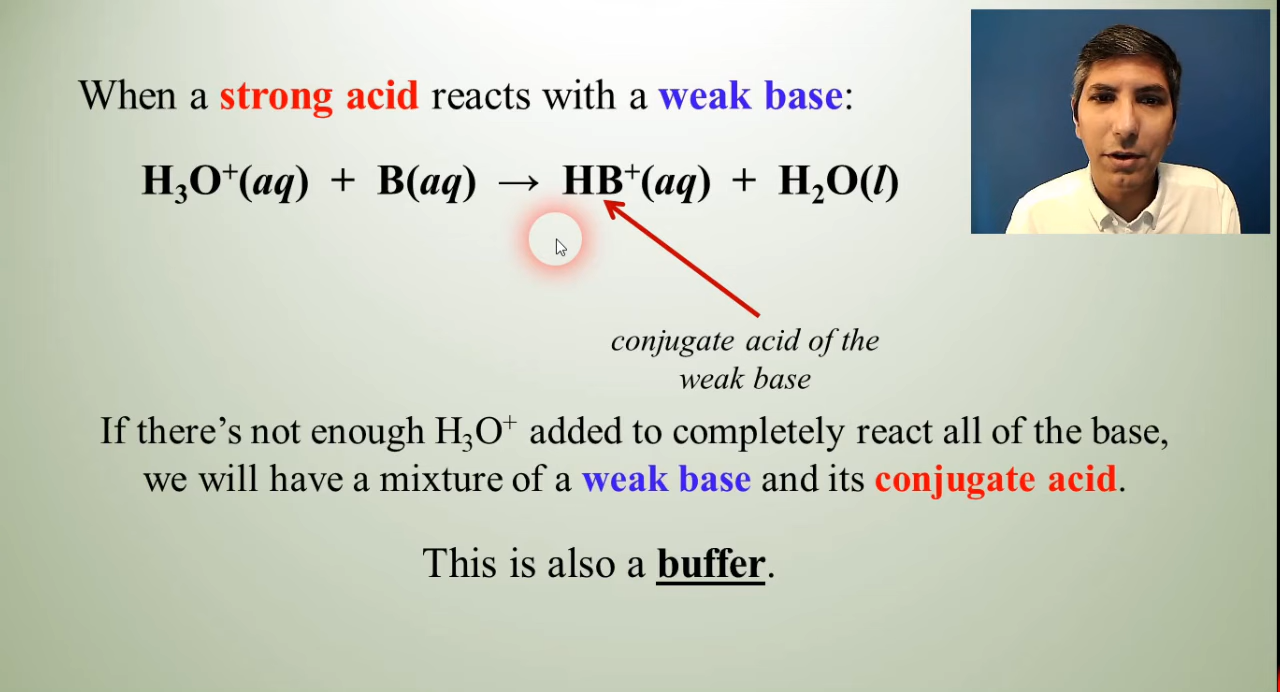 When a strong acid reacts with a weak base:
H₃O⁺(aq) + B(aq) → HB⁺(aq) + H₂O(l)
conjugate acid of the
weak base
If there’s not enough H₃O⁺ added to completely react all of the base,
we will have a mixture of a weak base and its conjugate acid.
This is also a buffer.